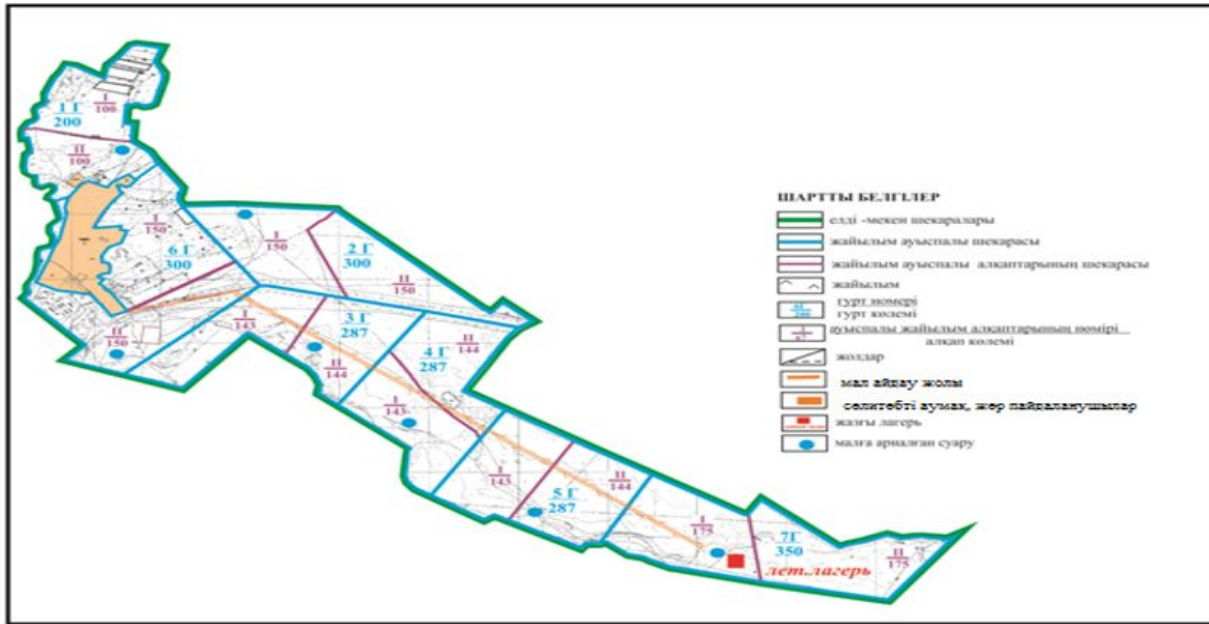 I
100
1 Г
200
II
100
I
150
6 Г
300
I
150
2 Г
300
II
150
II
150
I
143
3 Г
287
II
144
4 Г
287
II
144
I
143
I
143
5 Г
287
II
144
I
175
7Г
350
II
175
лет.лагерь
ШАРТТЫ БЕЛГІЛЕР
елді -мекен шекаралары
жайылым ауыспалы шекарасы
жайылым ауыспалы алқаптарының шекарасы
жайылым
гурт номері
гурт көлемі
ауыспалы жайылым алқаптарының нөмірі
алқап көлемі
жолдар
мал айдау жолы
селитебті аумақ, жер пайдаланушылар
жазғы лагерь
малға арналған суару